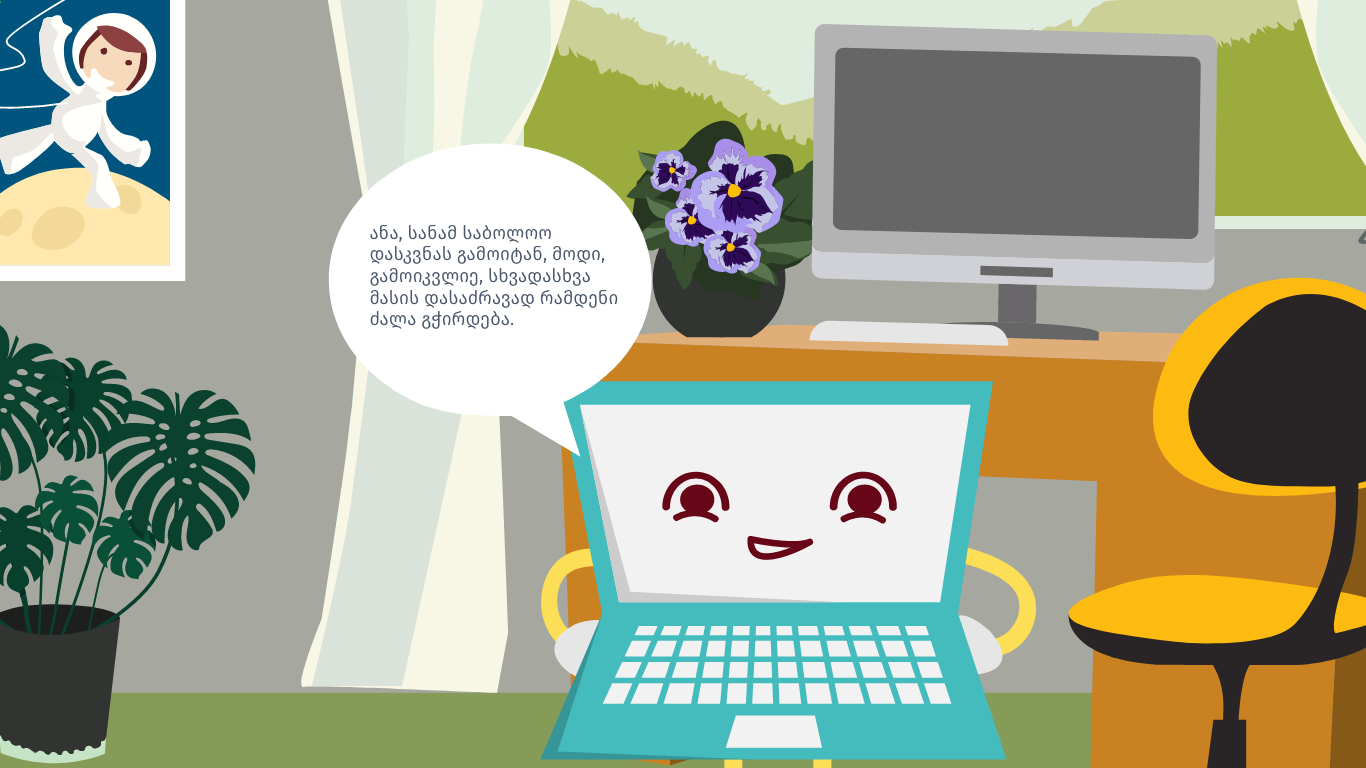 ანა, სანამ საბოლოო
დასკვნას გამოიტან, მოდი,
გამოიკვლიე, სხვადასხვა
მასის დასაძრავად რამდენი
ძალა გჭირდება.